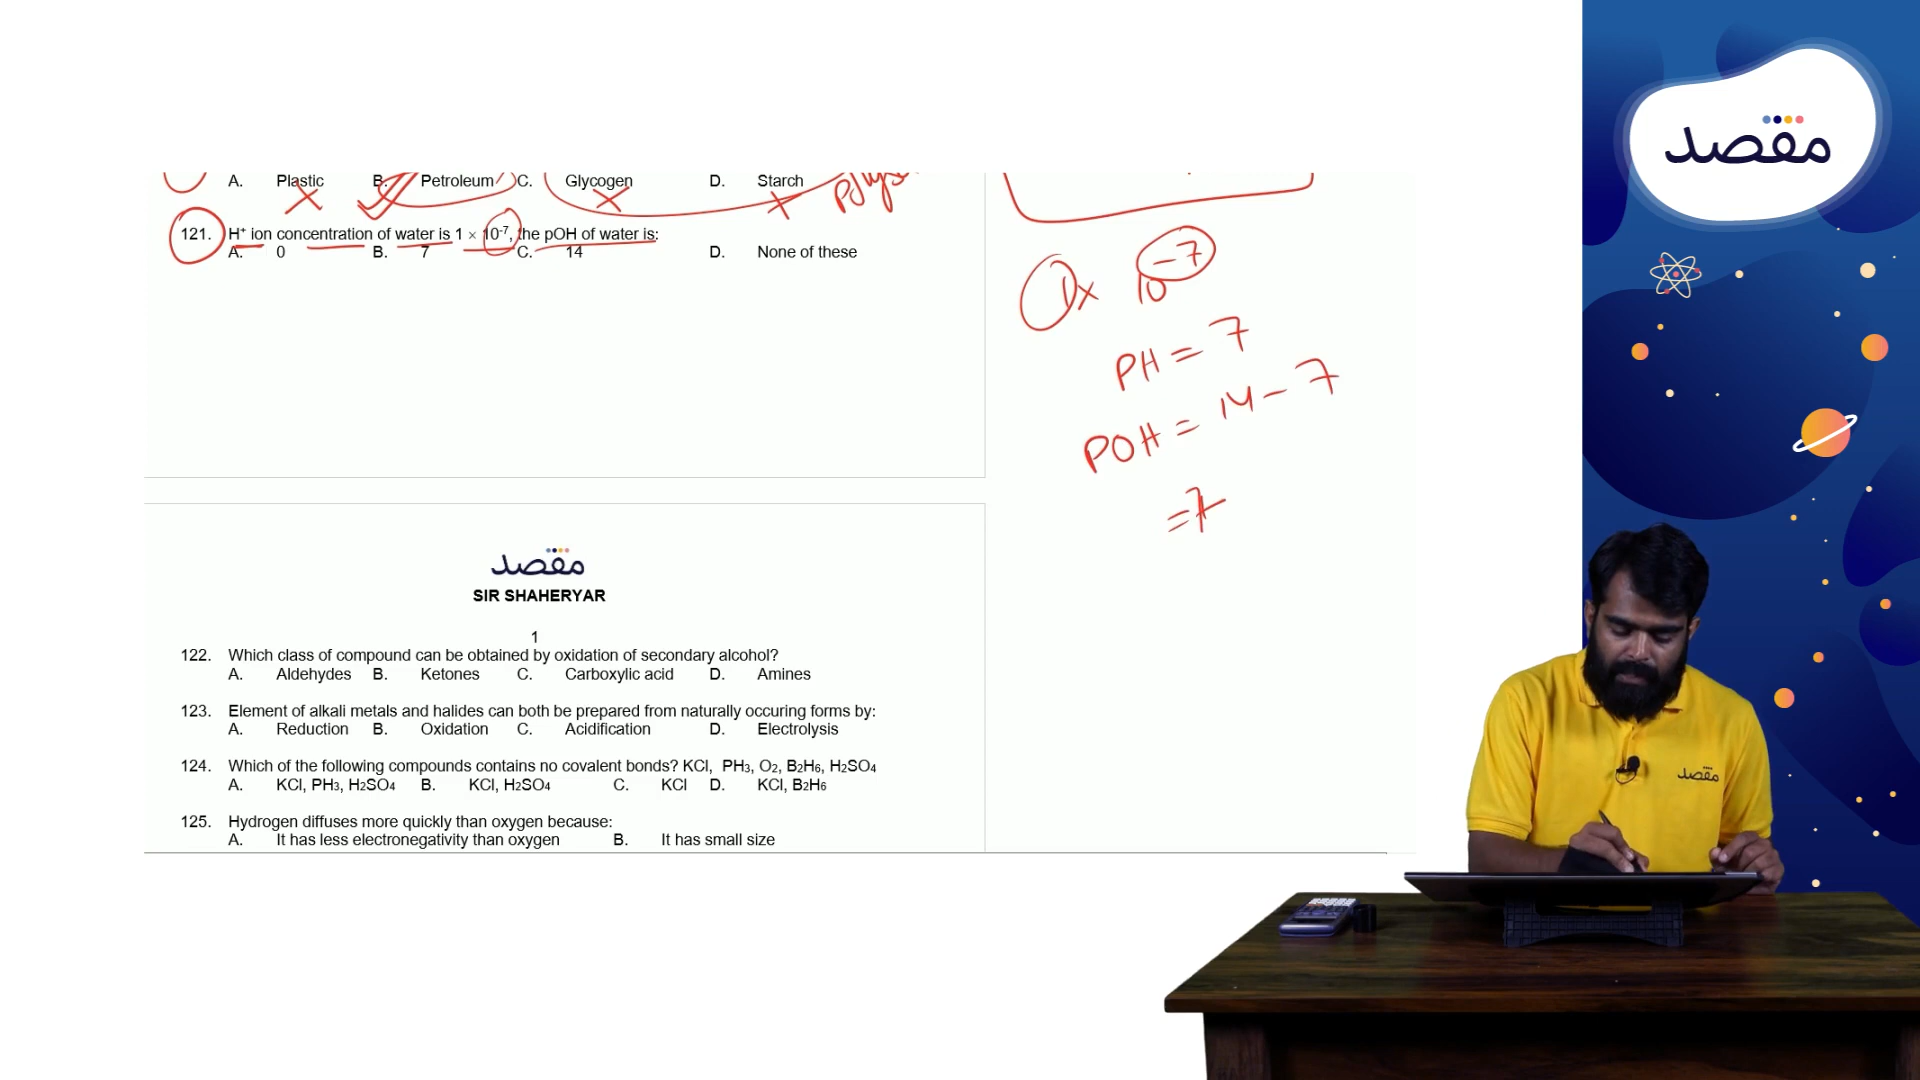 A. Plastic B. Petroleum C. Glycogen D. Starch
121. H⁺ ion concentration of water is 1 × 10⁻⁷, the pOH of water is:
A. 0 B. 7 C. 14 D. None of these
1x 10⁻⁷
PH = 7
POH = 14 - 7
=7
مقصد
SIR SHAHERYAR
1
122. Which class of compound can be obtained by oxidation of secondary alcohol?
A. Aldehydes B. Ketones C. Carboxylic acid D. Amines
123. Element of alkali metals and halides can both be prepared from naturally occuring forms by:
A. Reduction B. Oxidation C. Acidification D. Electrolysis
124. Which of the following compounds contains no covalent bonds? KCl, PH₃, O₂, B₂H₆, H₂SO₄
A. KCl, PH₃, H₂SO₄ B. KCl, H₂SO₄ C. KCl D. KCl, B₂H₆
125. Hydrogen diffuses more quickly than oxygen because:
A. It has less electronegativity than oxygen B. It has small size
مقصد
مقصد